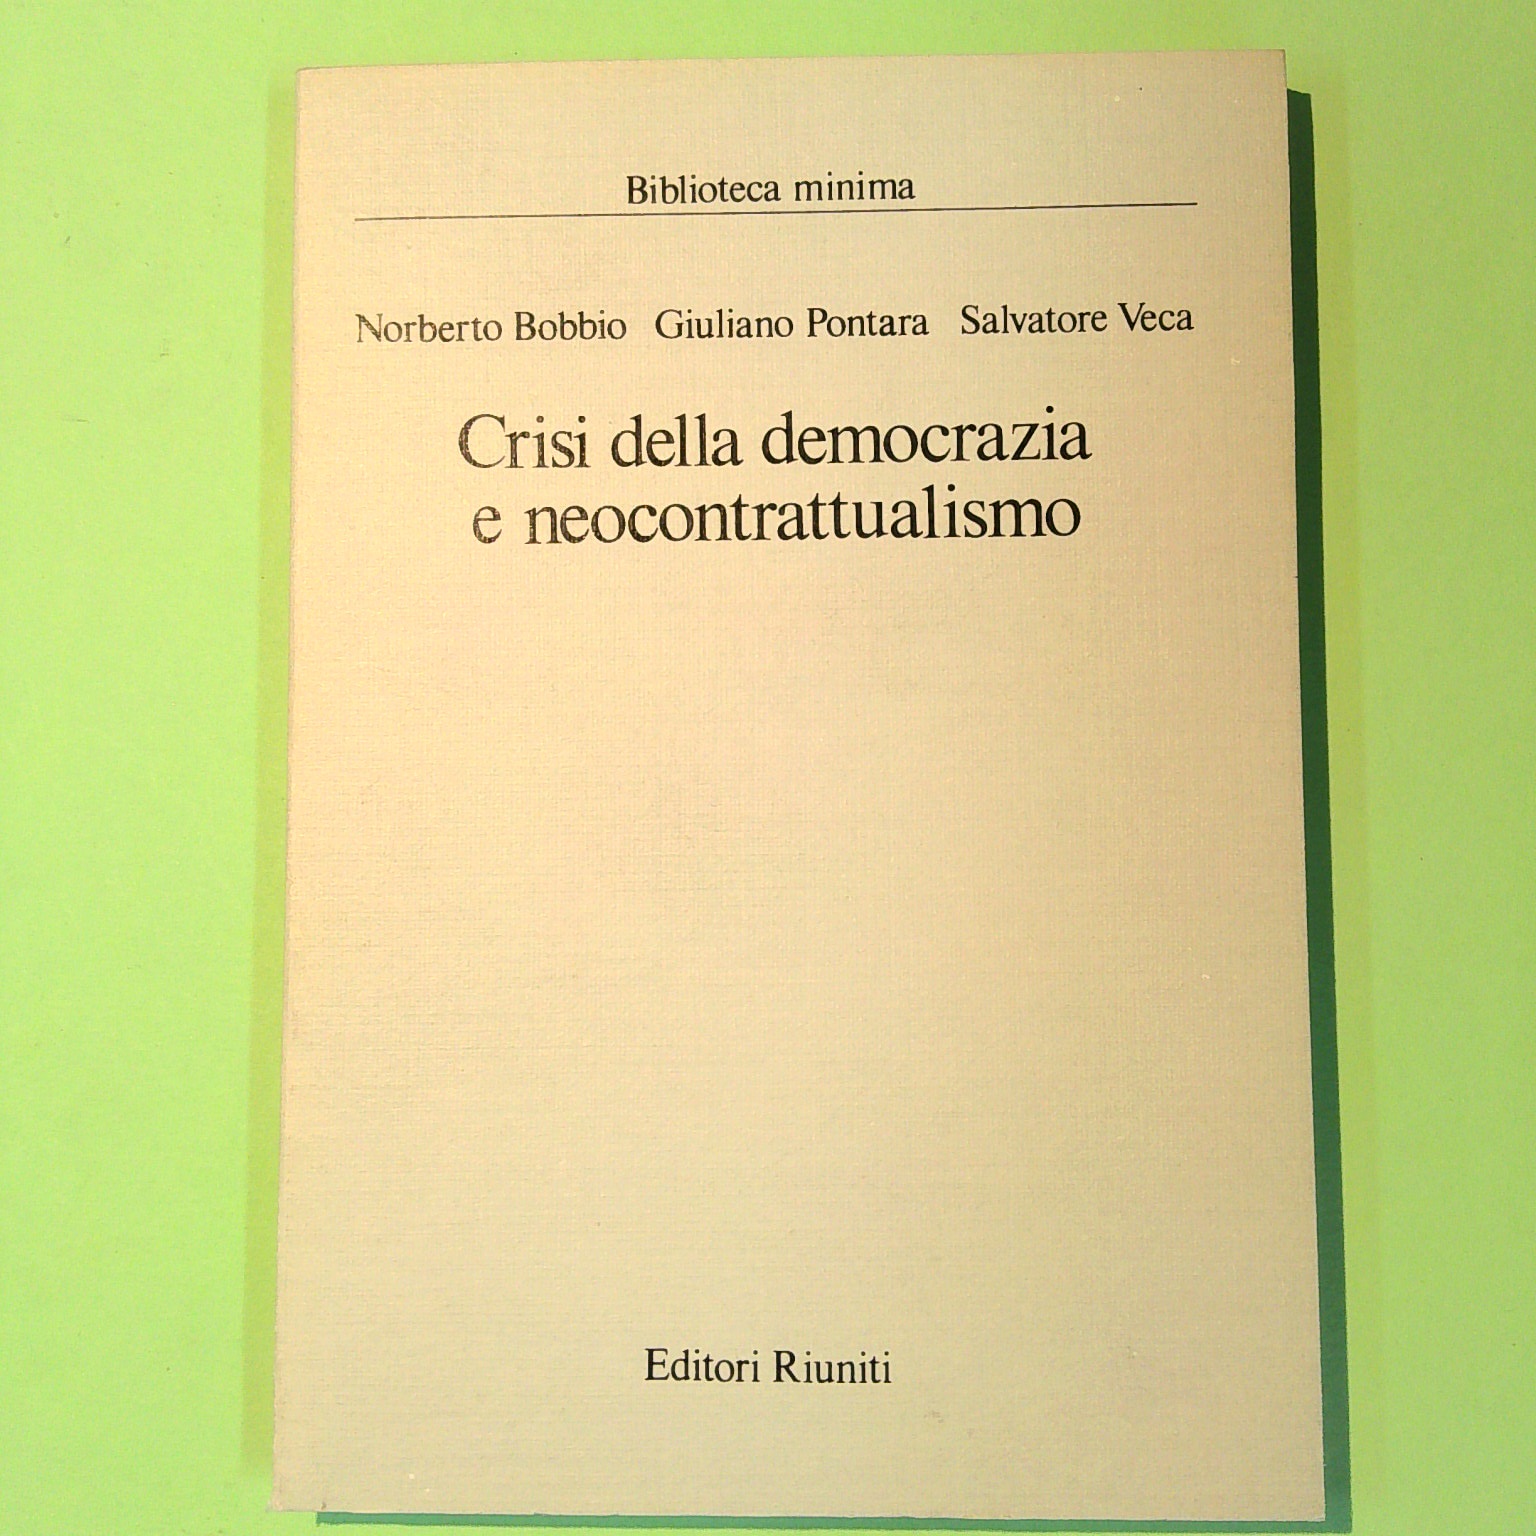 Biblioteca minima
Norberto Bobbio Giuliano Pontara Salvatore Veca
Crisi della democrazia
e neocontrattualismo
Editori Riuniti